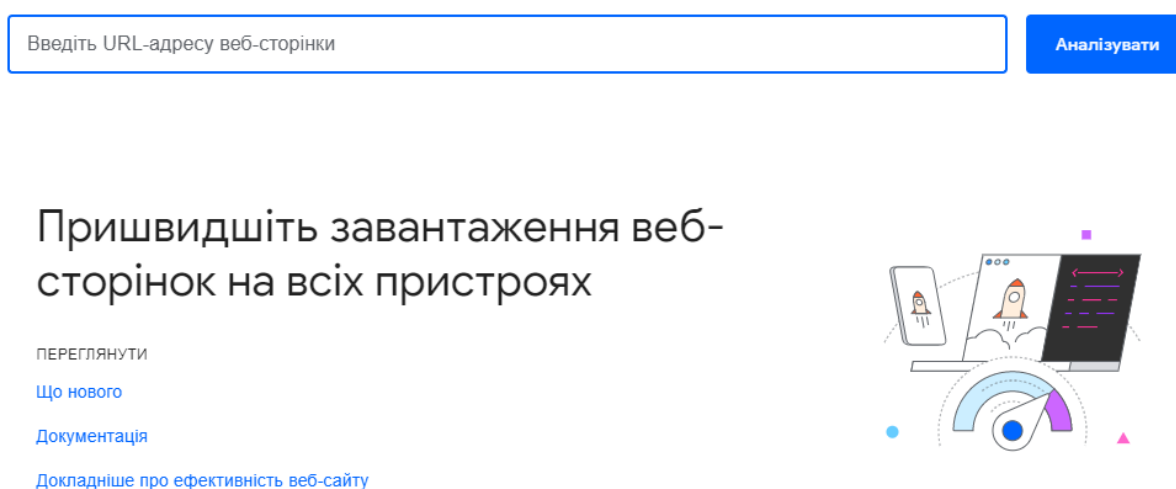 Введіть URL-адресу веб-сторінки
Аналізувати
Пришвидшіть завантаження веб-
сторінок на всіх пристроях
ПЕРЕГЛЯНУТИ
Що нового
Документація
Докладніше про ефективність веб-сайту